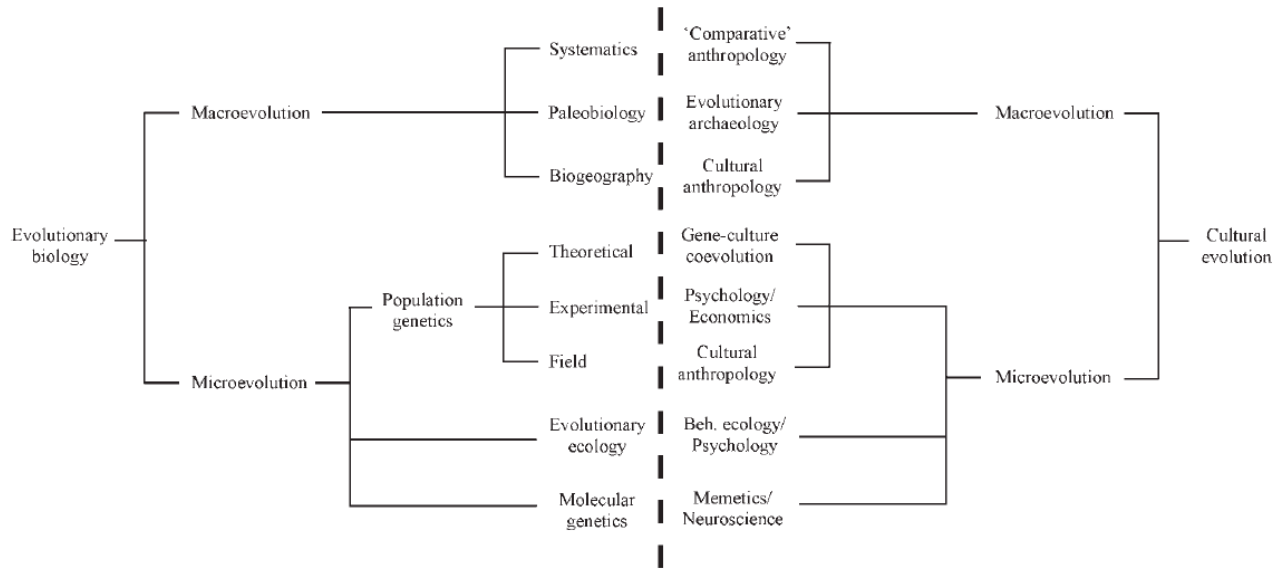 Systematics
'Comparative'
anthropology
Macroevolution
Paleobiology
Evolutionary
archaeology
Macroevolution
Biogeography
Cultural
anthropology
Evolutionary
biology
Theoretical
Gene-culture
coevolution
Cultural
evolution
Population
genetics
Experimental
Psychology/
Economics
Field
Cultural
anthropology
Microevolution
Microevolution
Evolutionary
ecology
Beh. ecology/
Psychology
Molecular
genetics
Memetics/
Neuroscience